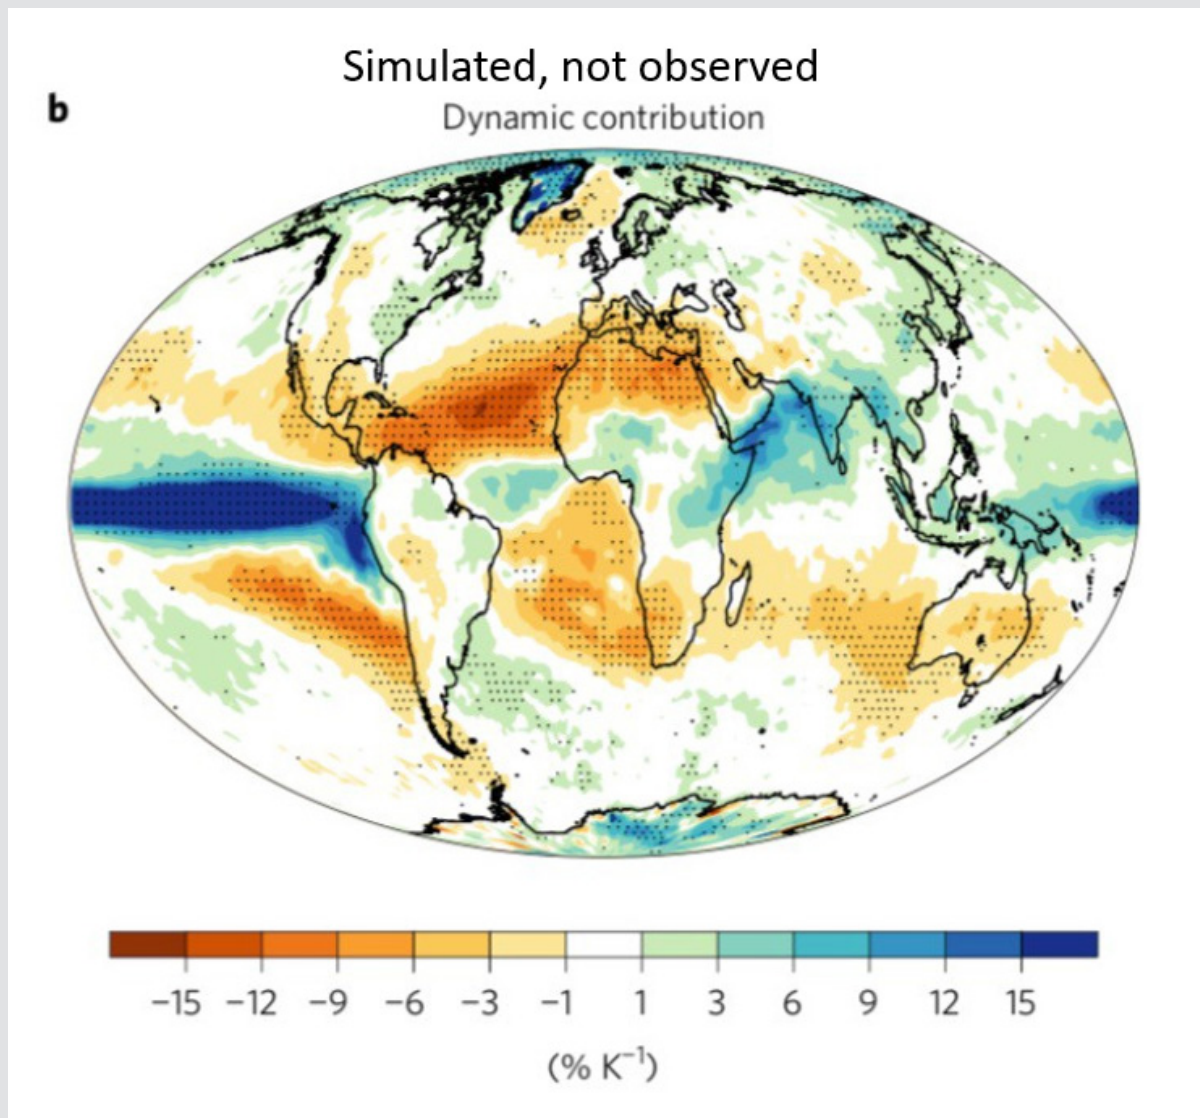 Simulated, not observed
b
Dynamic contribution
−15 −12 −9 −6 −3 −1 1 3 6 9 12 15
(% K⁻¹)